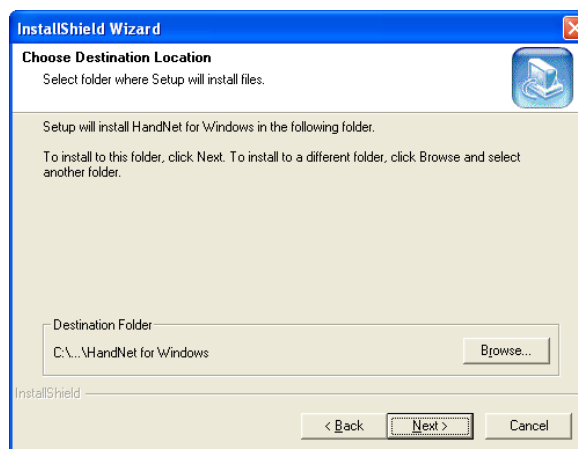 InstallShield Wizard
Choose Destination Location
Select folder where Setup will install files.
Setup will install HandNet for Windows in the following folder.
To install to this folder, click Next. To install to a different folder, click Browse and select
another folder.
Destination Folder
C:\...\HandNet for Windows
Browse...
InstallShield
< Back
Next >
Cancel